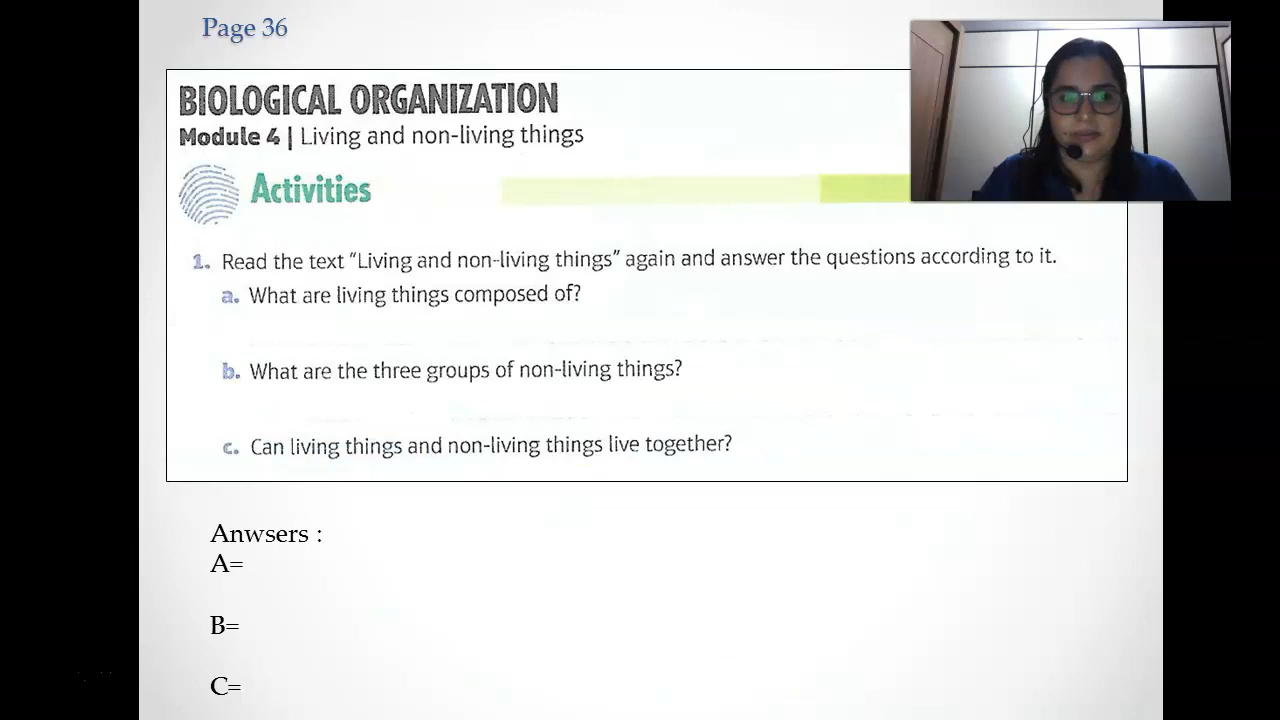 Page 36
BIOLOGICAL ORGANIZATION
Module 4 | Living and non-living things
Activities
1. Read the text "Living and non-living things" again and answer the questions according to it.
a. What are living things composed of?
b. What are the three groups of non-living things?
c. Can living things and non-living things live together?
Anwsers :
A=
B=
C=